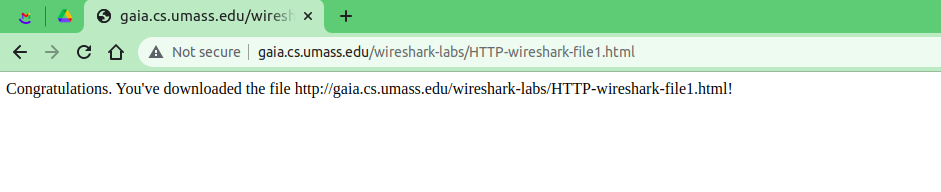 gaia.cs.umass.edu/wiresh
Not secure gaia.cs.umass.edu/wireshark-labs/HTTP-wireshark-file1.html
Congratulations. You've downloaded the file http://gaia.cs.umass.edu/wireshark-labs/HTTP-wireshark-file1.html!